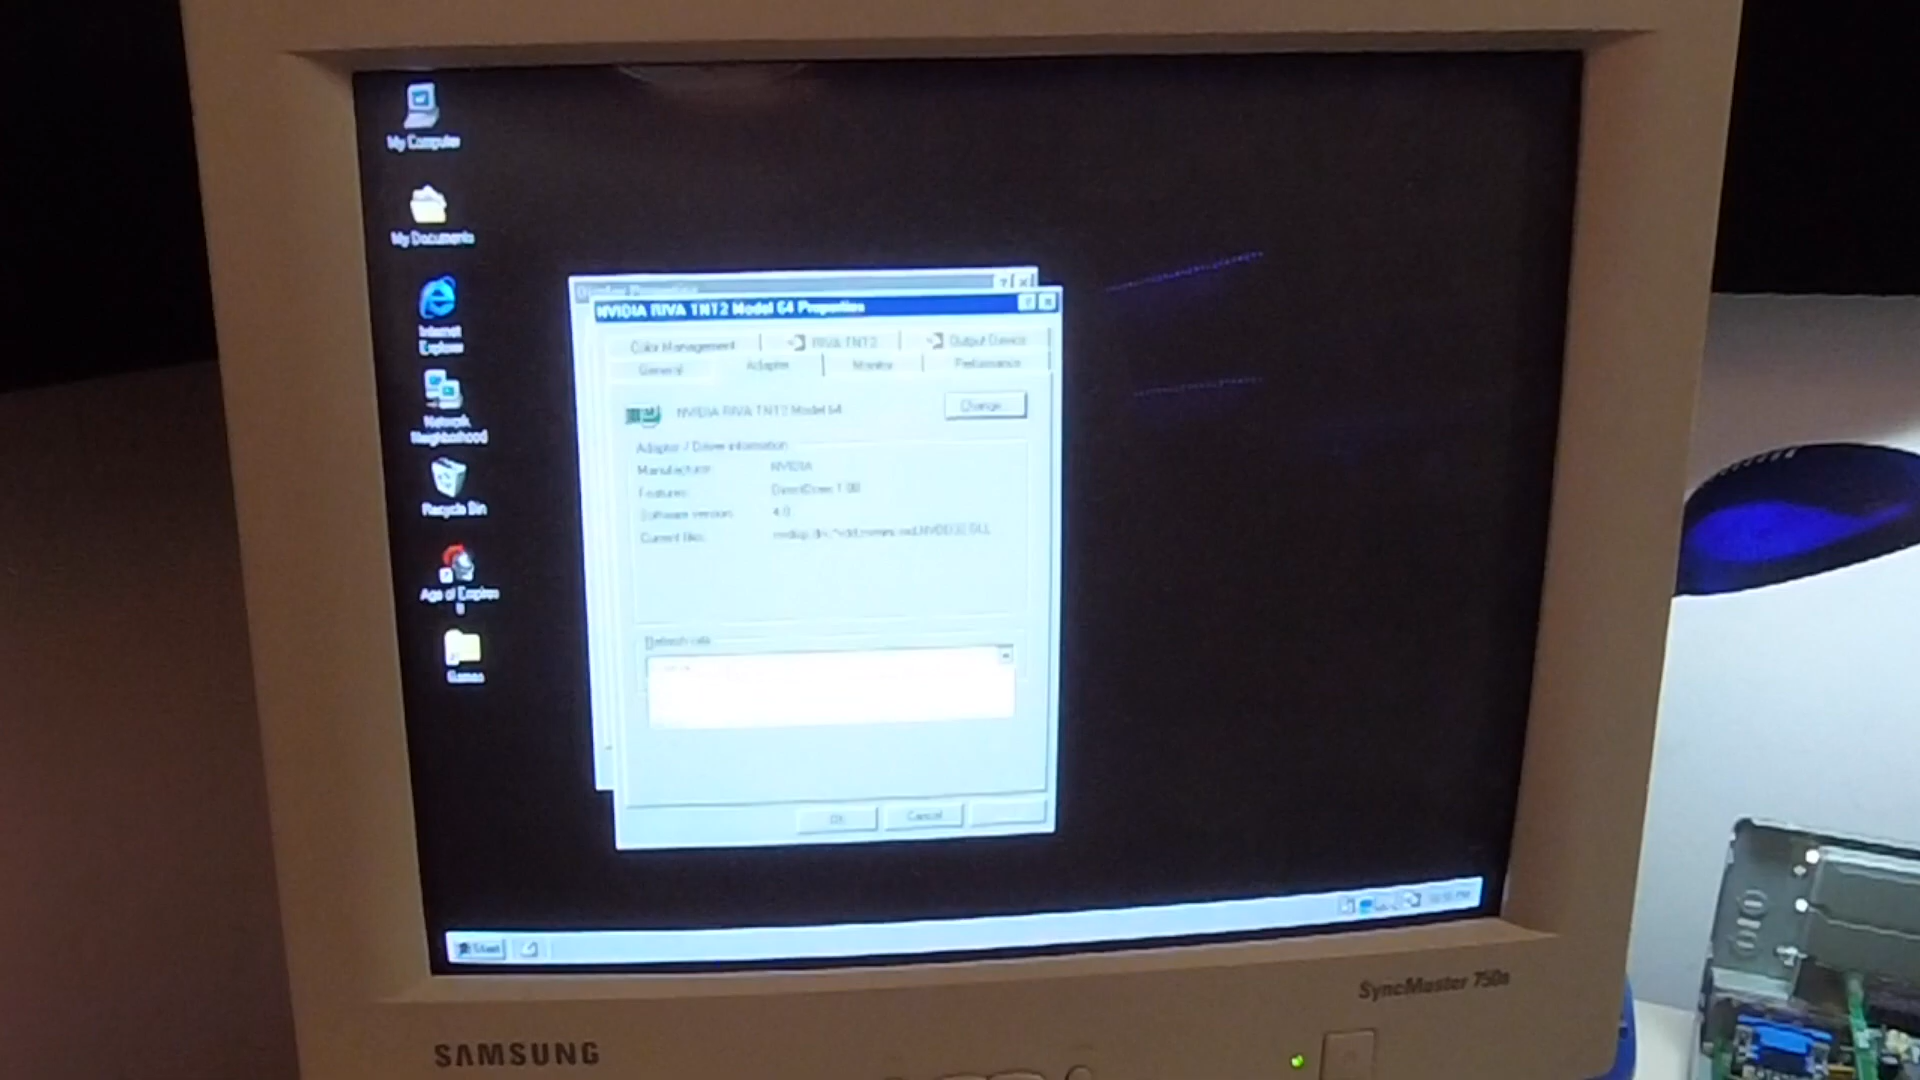 My Computer
My Documents
Internet
Explorer
Network
Neighborhood
Recycle Bin
Age of Empires
II
Games
Display Properties
NVIDIA RIVA TNT2 Model 64 Properties
Color Management
RIVA TNT2
Output Device
General
Adapter
Monitor
Performance
NVIDIA RIVA TNT2 Model 64
Change...
Adapter / Driver information
Manufacturer:
NVIDIA
Features:
Software version:
4.0
Current files:
Refresh rate
OK
Cancel
Start
SyncMaster 750s
SAMSUNG